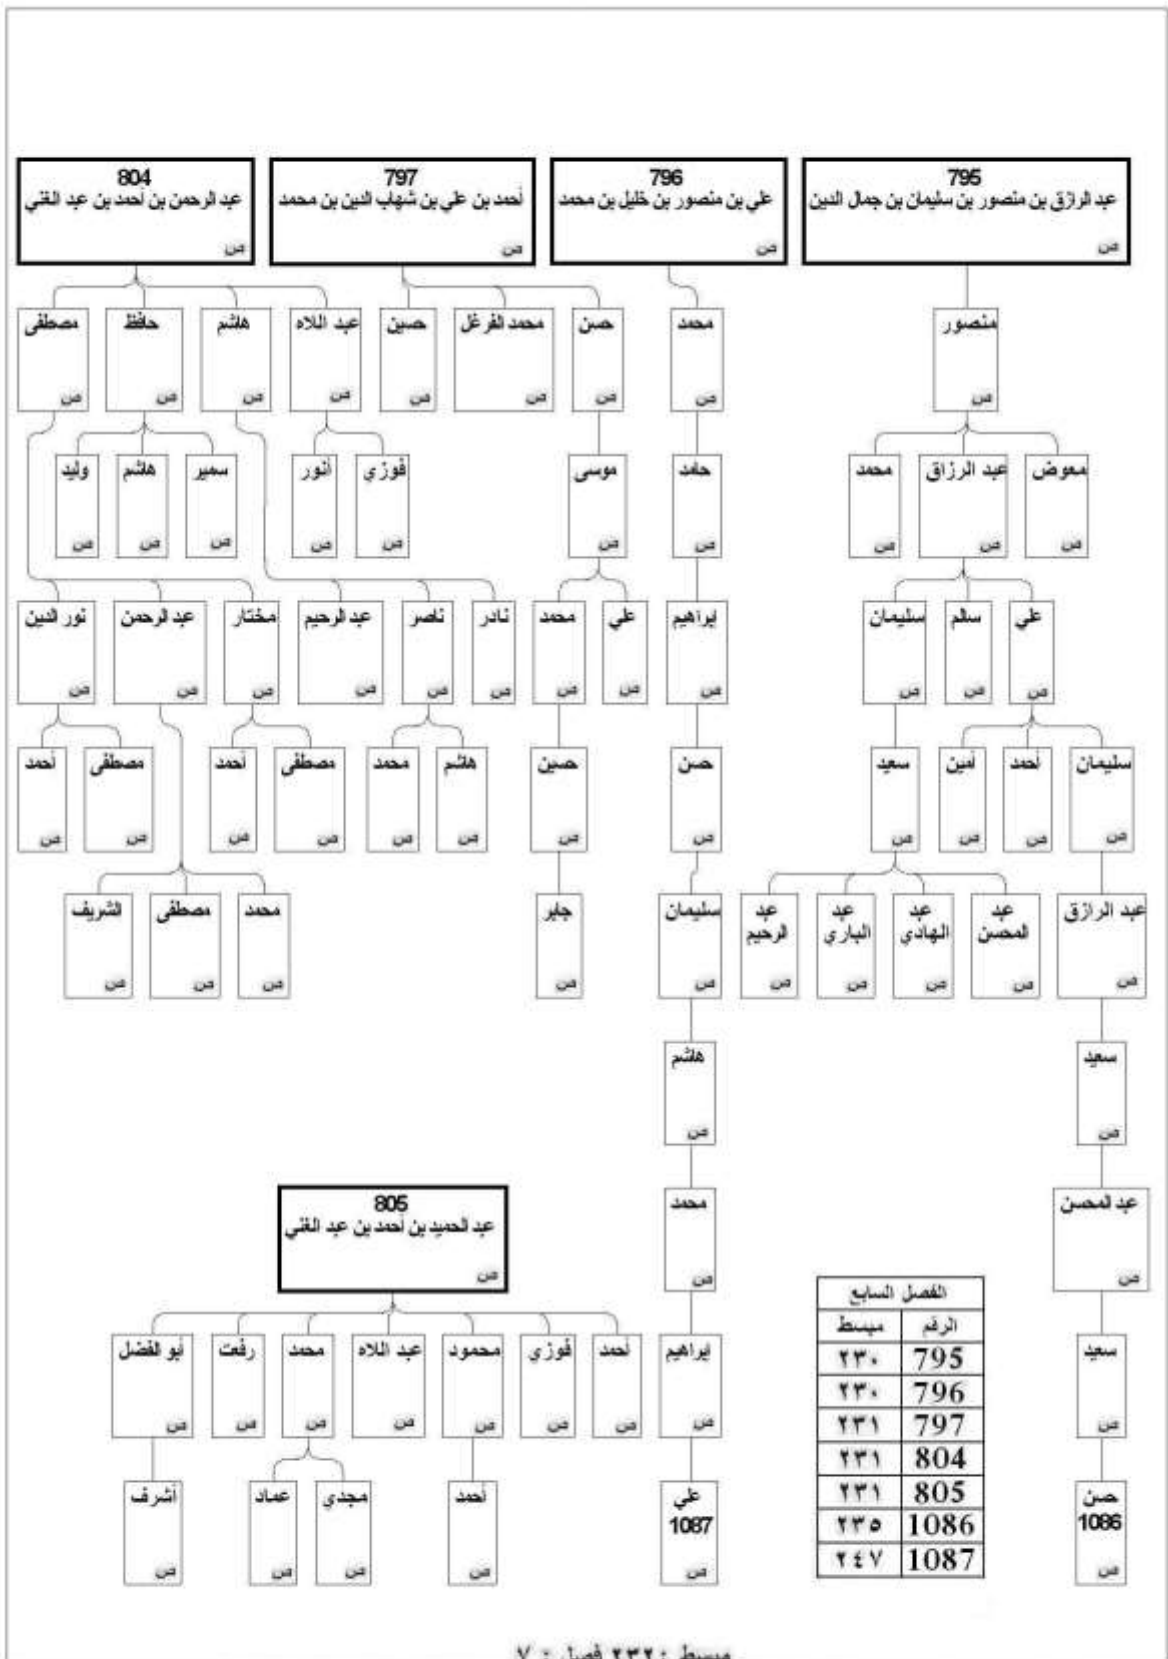 795
عبد الرازق بن منصور بن سليمان بن جمال الدين
ص
796
علي بن منصور بن خليل بن محمد
ص
797
أحمد بن علي بن شهاب الدين بن محمد
ص
804
عبد الرحمن بن أحمد بن عبد الغني
ص
منصور
ص
محمد
ص
حسن
ص
محمد الفرغل
ص
حسين
ص
عبد اللاه
ص
هاشم
ص
حافظ
ص
مصطفى
ص
معوض
ص
عبد الرزاق
ص
محمد
ص
حامد
ص
موسى
ص
فوزي
ص
أنور
ص
سمير
ص
هاشم
ص
وليد
ص
علي
ص
سالم
ص
سليمان
ص
إبراهيم
ص
علي
ص
محمد
ص
نادر
ص
ناصر
ص
عبد الرحيم
ص
مختار
ص
عبد الرحمن
ص
نور الدين
ص
سليمان
ص
أحمد
ص
أمين
ص
سعيد
ص
حسن
ص
حسين
ص
هاشم
ص
محمد
ص
مصطفى
ص
أحمد
ص
مصطفى
ص
أحمد
ص
عبد الرازق
ص
عبد
المحسن
ص
عبد
الهادي
ص
عبد
الباري
ص
عبد
الرحيم
ص
سليمان
ص
جابر
ص
محمد
ص
مصطفى
ص
الشريف
ص
سعيد
ص
هاشم
ص
عبد المحسن
ص
محمد
ص
805
عبد الحميد بن أحمد بن عبد الغني
ص
سعيد
ص
إبراهيم
ص
أحمد
ص
فوزي
ص
محمود
ص
عبد اللاه
ص
محمد
ص
رفعت
ص
أبو الفضل
ص
حسن
1086
ص
علي
1087
ص
أحمد
ص
مجدي
ص
عماد
ص
أشرف
ص
الفصل السابع
الرقم مبسط
795 ٢٣٠
796 ٢٣٠
797 ٢٣١
804 ٢٣١
805 ٢٣١
1086 ٢٣٥
1087 ٢٤٧
مبسط :٢٣٢ فصل : ٧